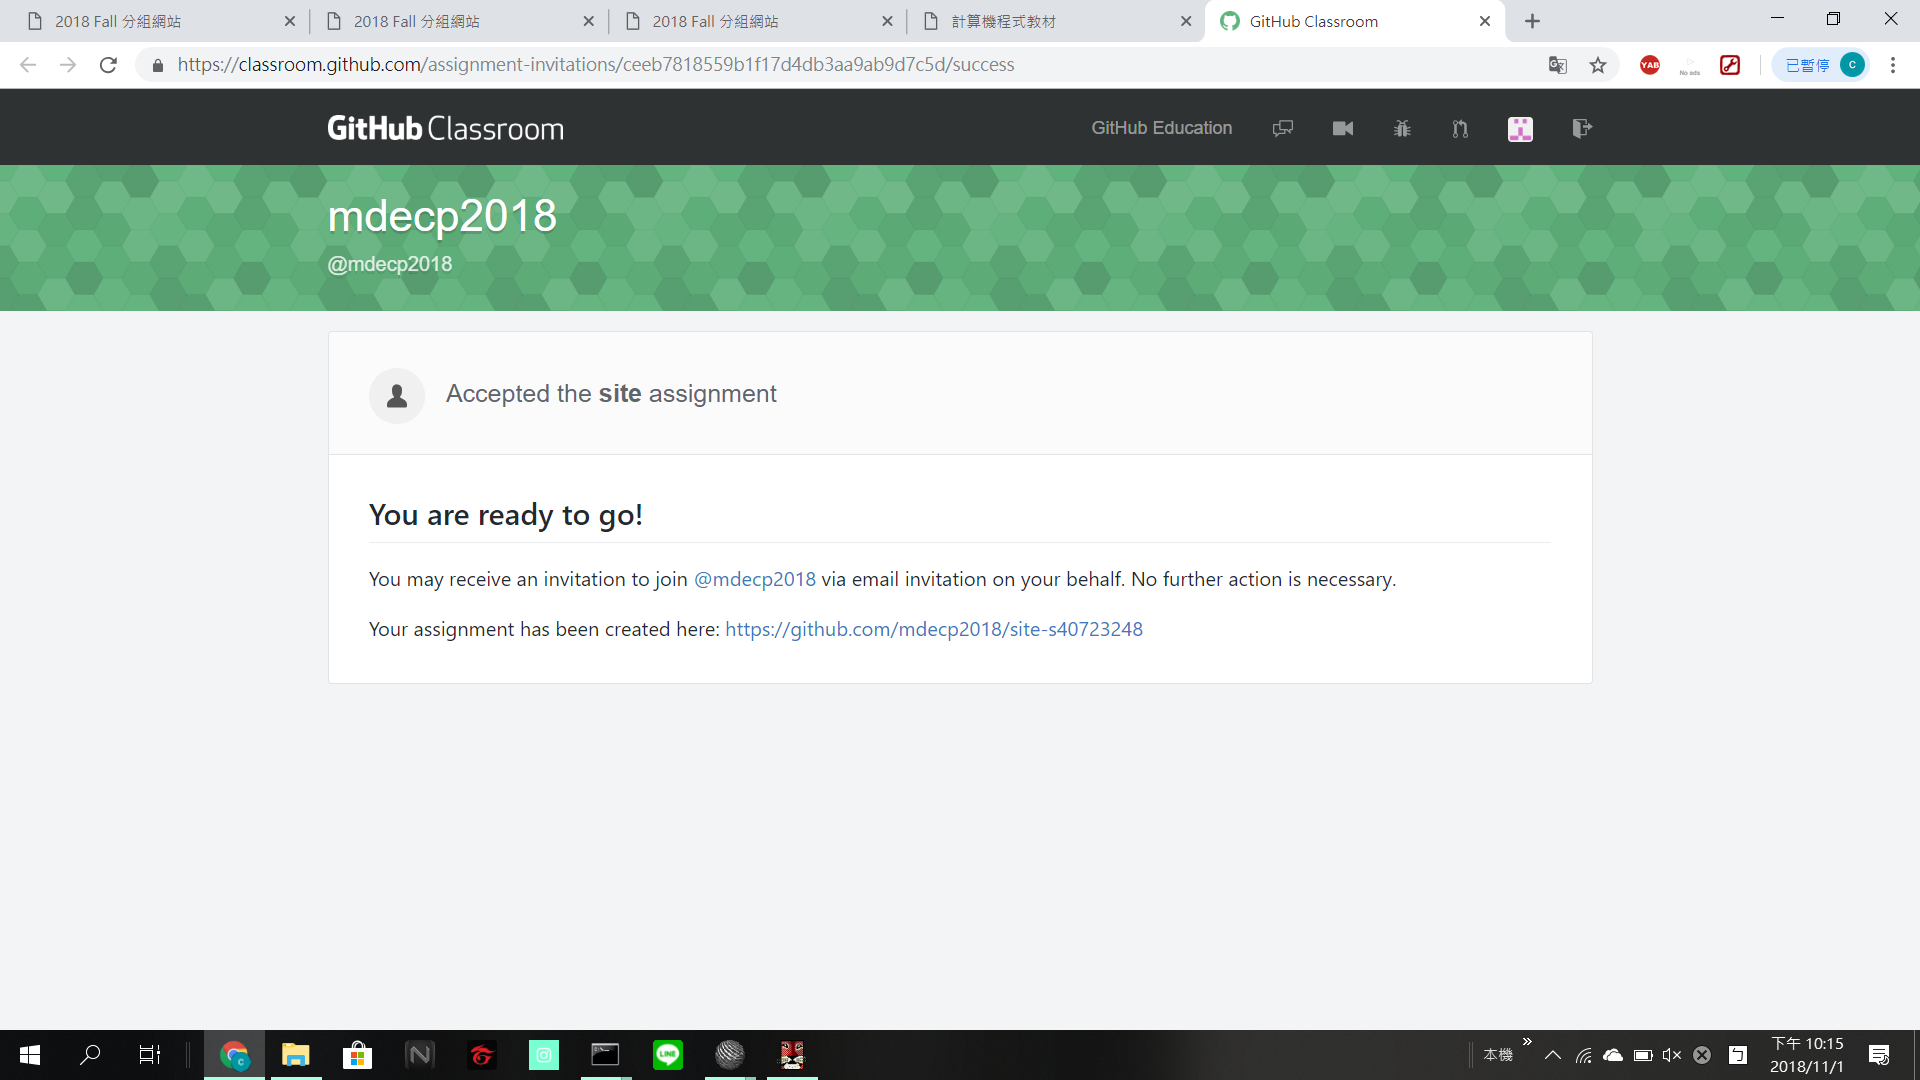 2018 Fall 分組網站
2018 Fall 分組網站
2018 Fall 分組網站
計算機程式教材
GitHub Classroom
https://classroom.github.com/assignment-invitations/ceeb7818559b1f17d4db3aa9ab9d7c5d/success
YAB
No ads
已暫停
C
GitHub Classroom
GitHub Education
mdecp2018
@mdecp2018
Accepted the site assignment
You are ready to go!
You may receive an invitation to join @mdecp2018 via email invitation on your behalf. No further action is necessary.
Your assignment has been created here: https://github.com/mdecp2018/site-s40723248
C
N
LINE
本機
下午 10:15
2018/11/1